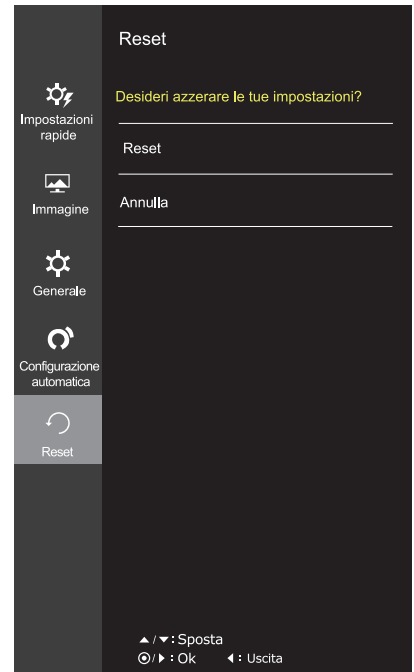 Reset
Desideri azzerare le tue impostazioni?
Reset
Annulla
Impostazioni
rapide
Immagine
Generale
Configurazione
automatica
Reset
▲/▼:Sposta
◉/▶:Ok ◀: Uscita